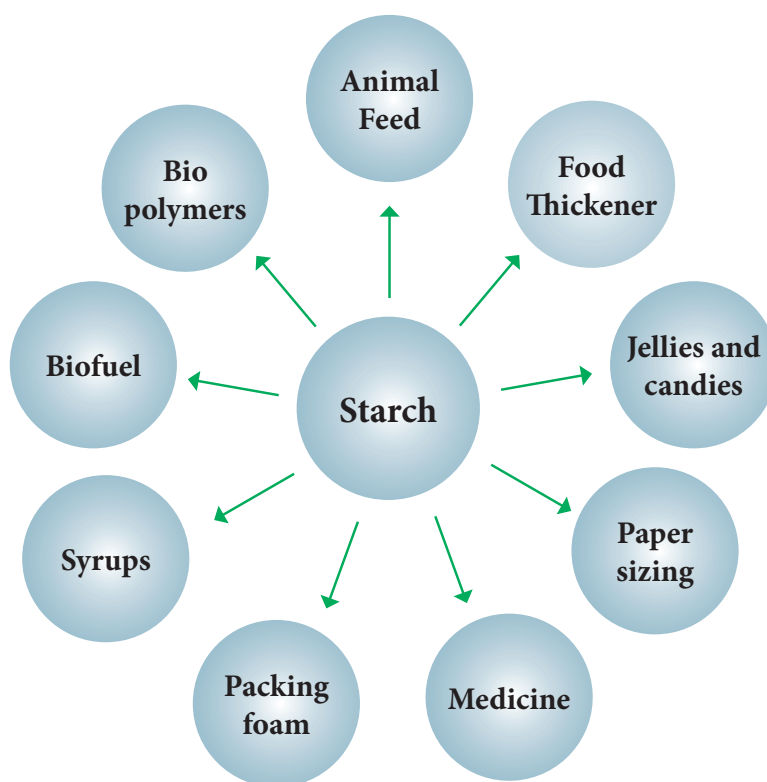 Animal
Feed
Food
Thickener
Jellies and
candies
Paper
sizing
Medicine
Packing
foam
Syrups
Biofuel
Bio
polymers
Starch